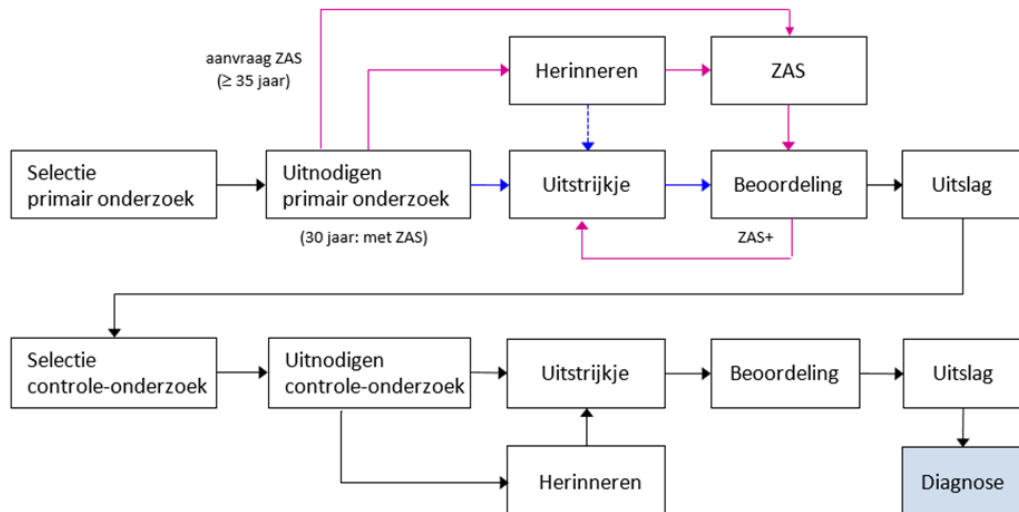 aanvraag ZAS
(≥ 35 jaar)
Herinneren
ZAS
Selectie
primair onderzoek
Uitnodigen
primair onderzoek
Uitstrijkje
Beoordeling
Uitslag
(30 jaar: met ZAS)
ZAS+
Selectie
controle-onderzoek
Uitnodigen
controle-onderzoek
Uitstrijkje
Beoordeling
Uitslag
Herinneren
Diagnose